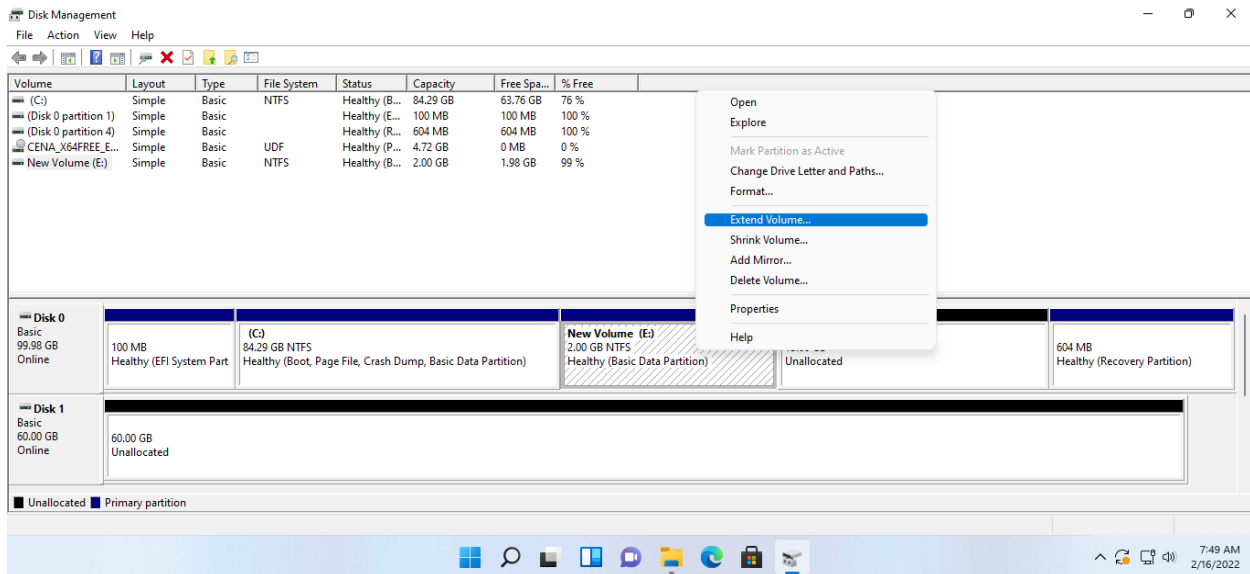 Disk Management
File Action View Help
Volume Layout Type File System Status Capacity Free Spa... % Free
(C:) Simple Basic NTFS Healthy (B... 84.29 GB 63.76 GB 76 %
(Disk 0 partition 1) Simple Basic Healthy (E... 100 MB 100 MB 100 %
(Disk 0 partition 4) Simple Basic Healthy (R... 604 MB 604 MB 100 %
CENA_X64FREE_E... Simple Basic UDF Healthy (P... 4.72 GB 0 MB 0 %
New Volume (E:) Simple Basic NTFS Healthy (B... 2.00 GB 1.98 GB 99 %
Open
Explore
Mark Partition as Active
Change Drive Letter and Paths...
Format...
Extend Volume...
Shrink Volume...
Add Mirror...
Delete Volume...
Properties
Help
Disk 0
Basic
99.98 GB
Online
100 MB
Healthy (EFI System Part
(C:)
84.29 GB NTFS
Healthy (Boot, Page File, Crash Dump, Basic Data Partition)
New Volume (E:)
2.00 GB NTFS
Healthy (Basic Data Partition)
Unallocated
604 MB
Healthy (Recovery Partition)
Disk 1
Basic
60.00 GB
Online
60.00 GB
Unallocated
Unallocated Primary partition
7:49 AM
2/16/2022